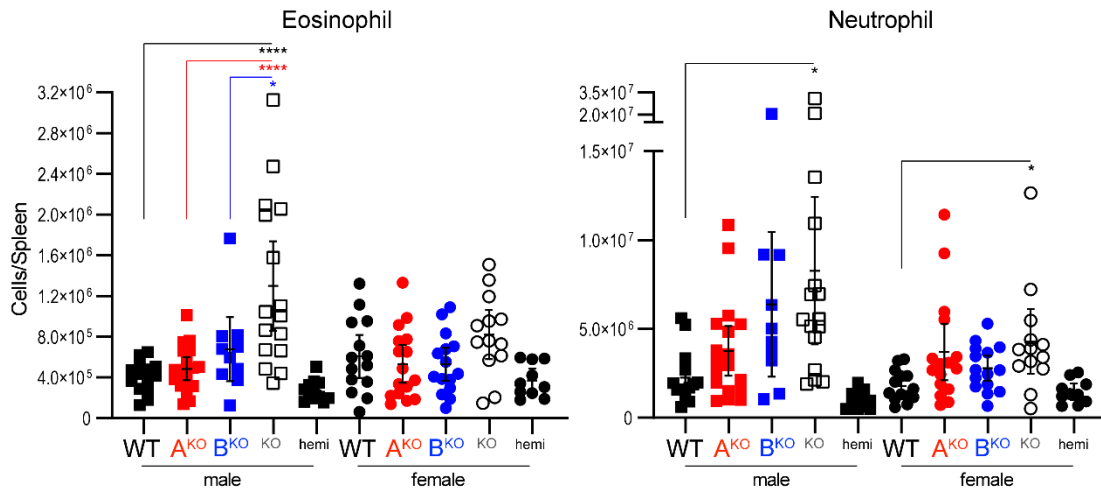 Eosinophil
Neutrophil
****
****
*
*
*
Cells/Spleen
3.2×10⁶
2.8×10⁶
2.4×10⁶
2.0×10⁶
1.6×10⁶
1.2×10⁶
8.0×10⁵
4.0×10⁵
0
3.5×10⁷
2.0×10⁷
1.5×10⁷
1.0×10⁷
5.0×10⁶
0
WT Aᴷᴼ Bᴷᴼ KO hemi WT Aᴷᴼ Bᴷᴼ KO hemi
male female
WT Aᴷᴼ Bᴷᴼ KO hemi WT Aᴷᴼ Bᴷᴼ KO hemi
male female